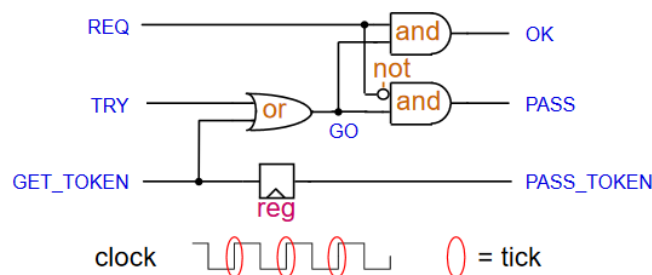 REQ
and
OK
not
TRY
or
and
PASS
GO
GET_TOKEN
PASS_TOKEN
reg
clock
= tick